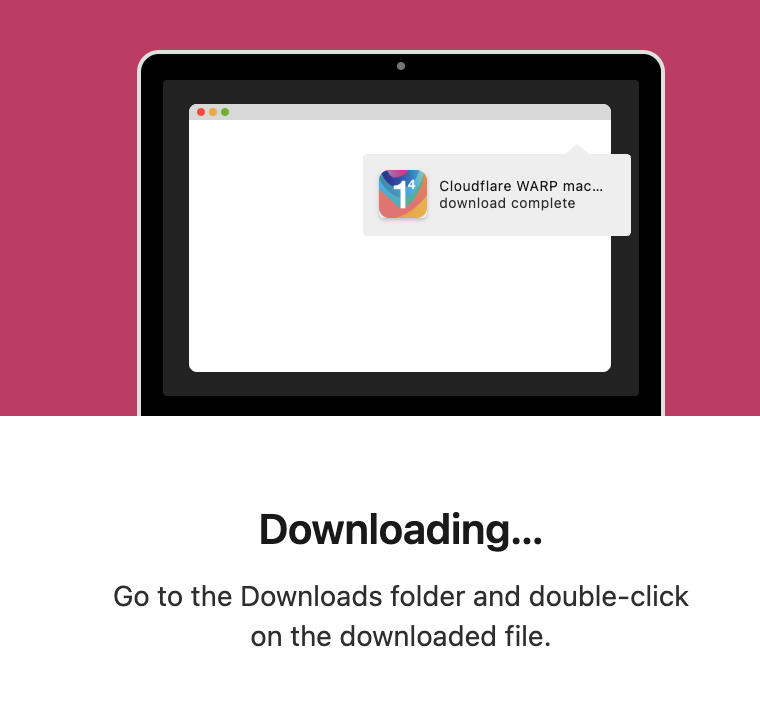 1⁴
Cloudflare WARP mac...
download complete
Downloading...
Go to the Downloads folder and double-click
on the downloaded file.